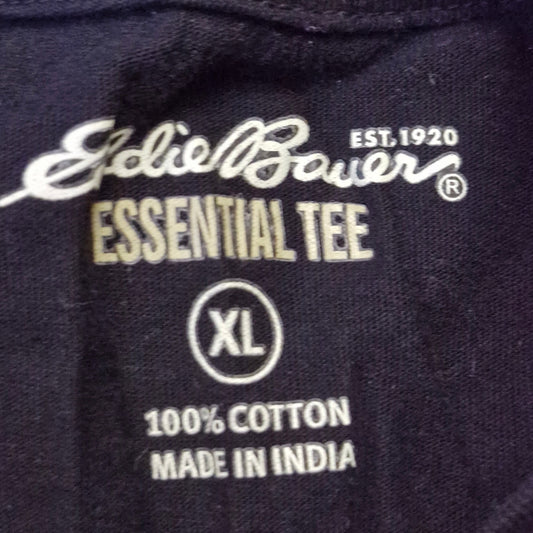 EST. 1920
Eddie Bauer®
ESSENTIAL TEE
XL
100% COTTON
MADE IN INDIA